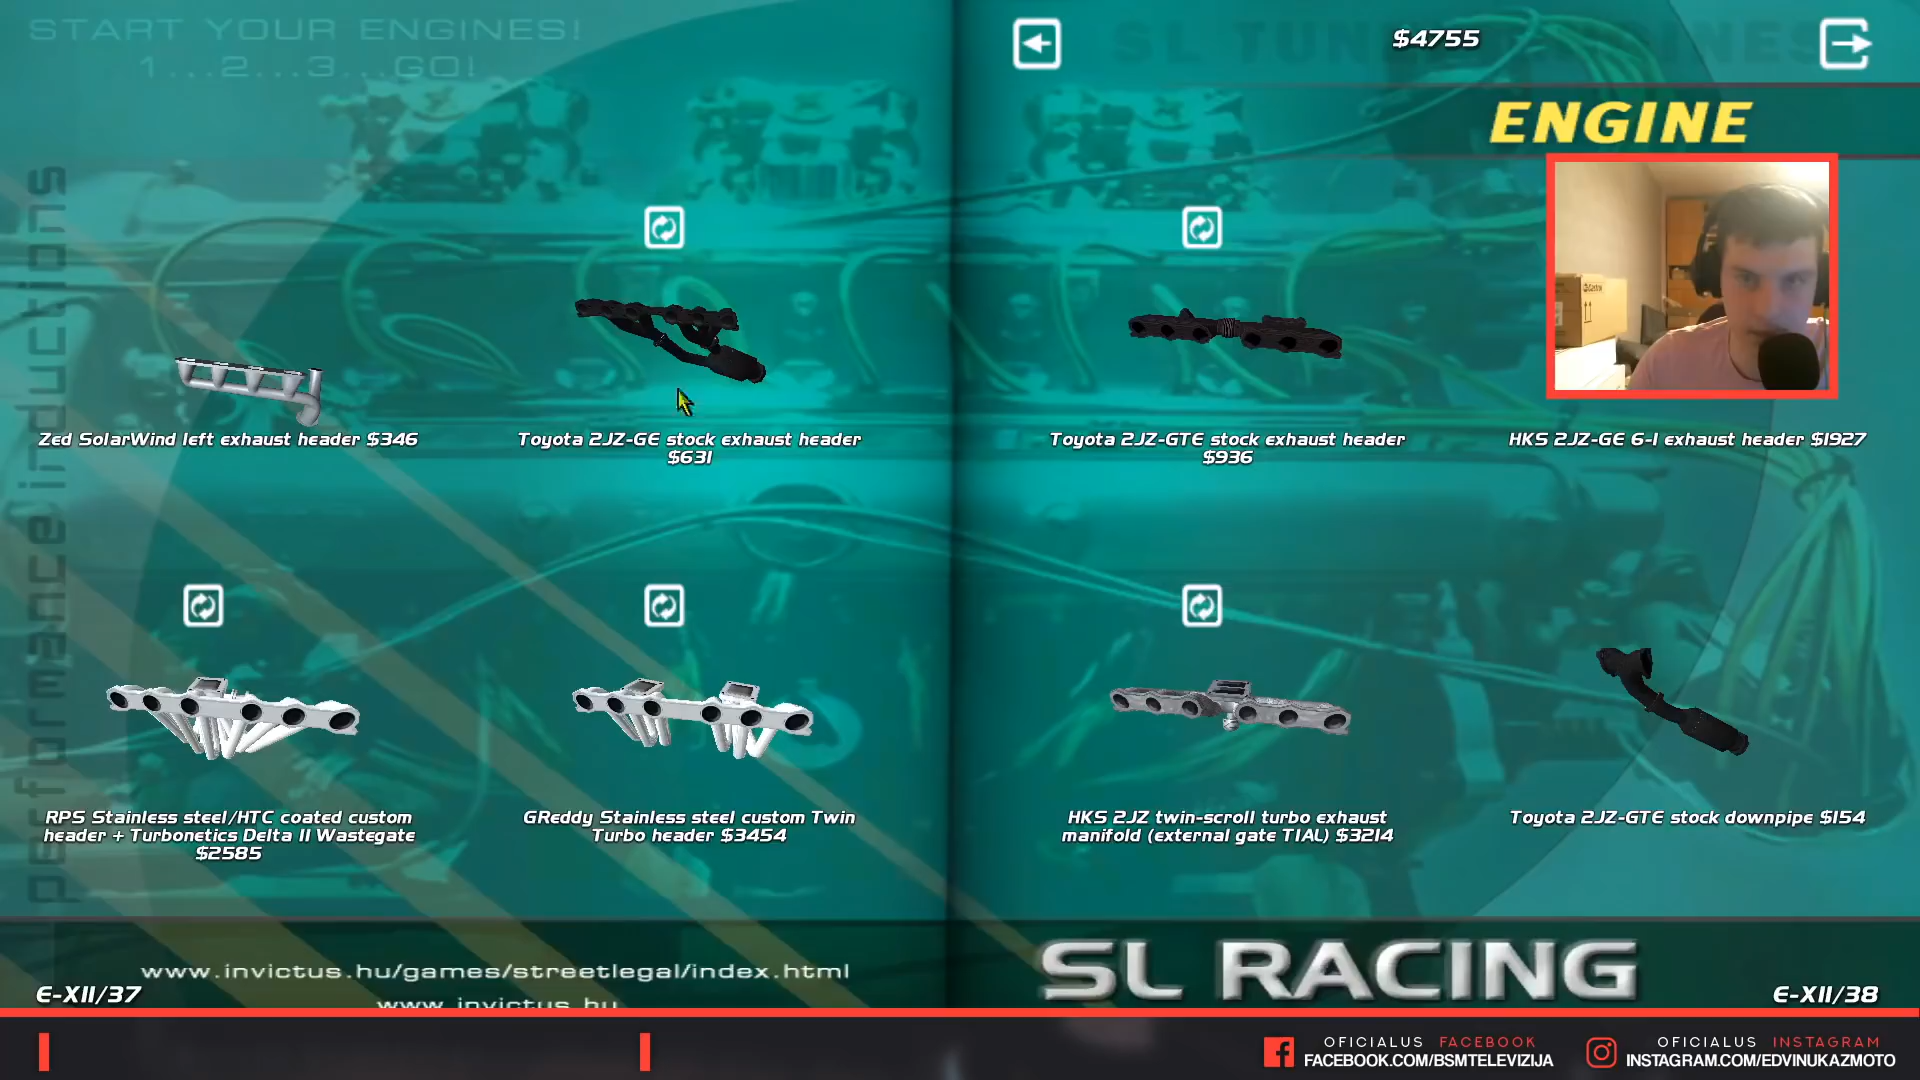 START YOUR ENGINES!
1...2...3...GO!
SL TUNED ENGINES
$4755
ENGINE
performance inductions
Zed SolarWind left exhaust header $346
Toyota 2JZ-GE stock exhaust header
$631
Toyota 2JZ-GTE stock exhaust header
$936
HKS 2JZ-GE 6-1 exhaust header $1927
RPS Stainless steel/HTC coated custom
header + Turbonetics Delta II Wastegate
$2585
GReddy Stainless steel custom Twin
Turbo header $3454
HKS 2JZ twin-scroll turbo exhaust
manifold (external gate TIAL) $3214
Toyota 2JZ-GTE stock downpipe $154
www.invictus.hu/games/streetlegal/index.html
www.invictus.hu
SL RACING
E-XII/37
E-XII/38
OFICIALUS FACEBOOK
FACEBOOK.COM/BSMTELEVIZIJA
OFICIALUS INSTAGRAM
INSTAGRAM.COM/EDVINUKAZMOTO